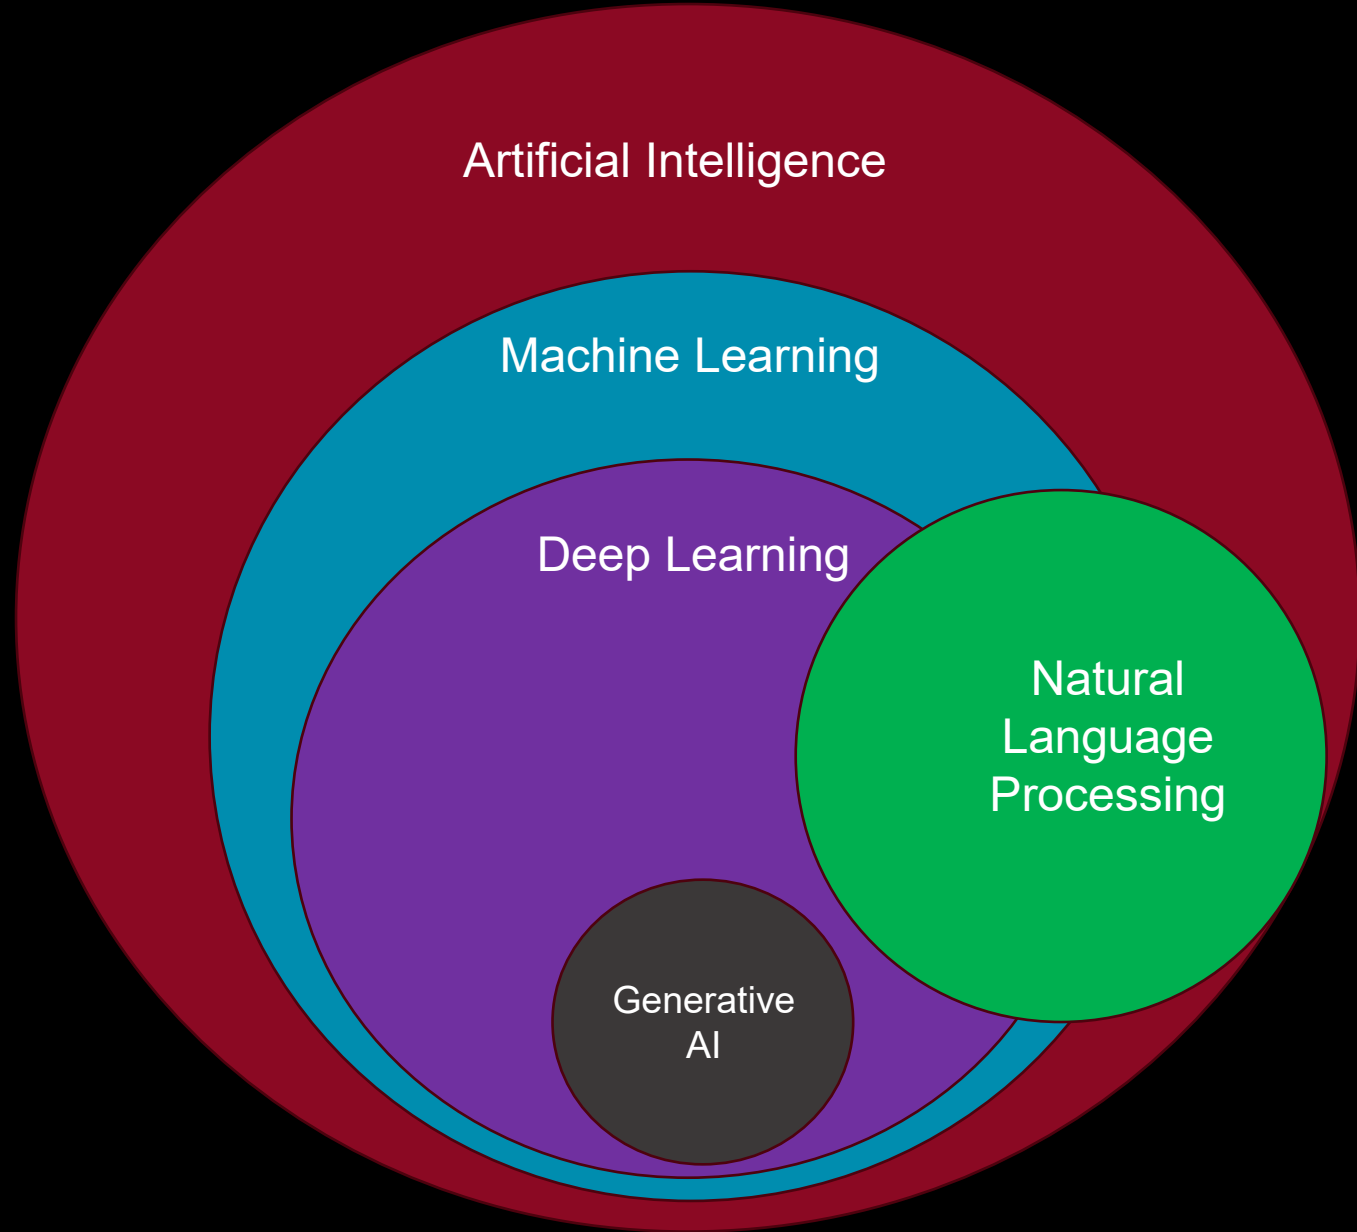 Artificial Intelligence
Machine Learning
Deep Learning
Natural
Language
Processing
Generative
AI